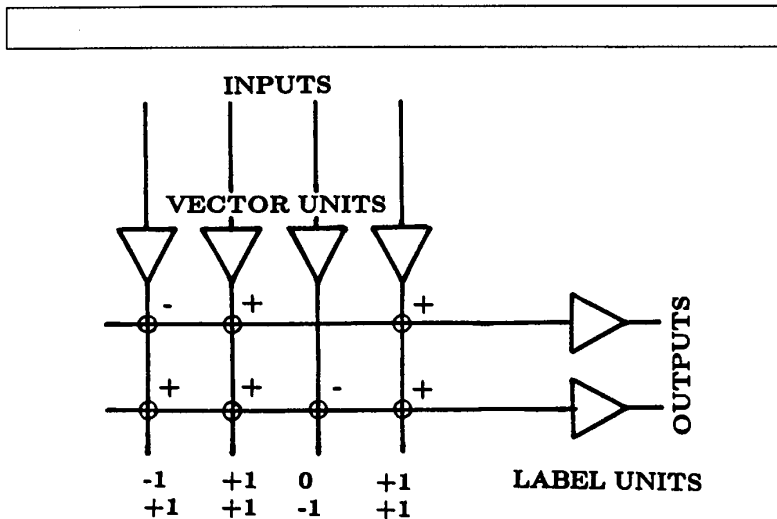 INPUTS
VECTOR UNITS
- + +
+ + - +
OUTPUTS
-1 +1 0 +1 LABEL UNITS
+1 +1 -1 +1